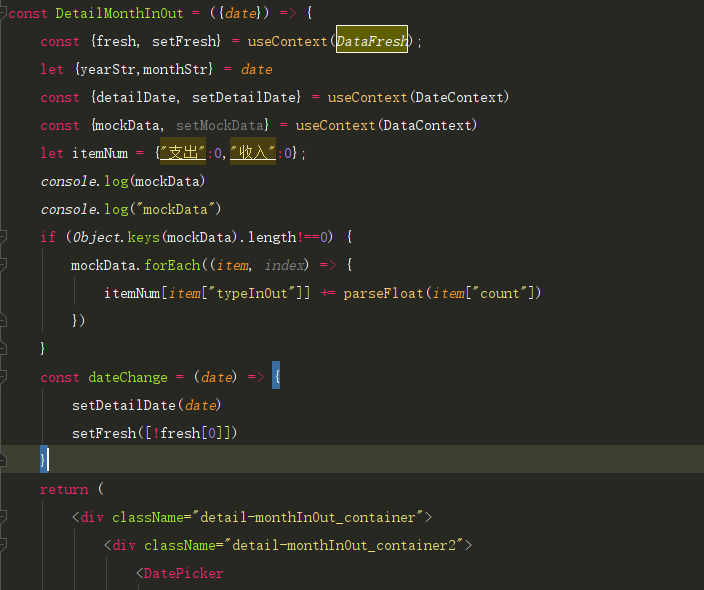 const DetailMonthInOut = ({date}) => {
const {fresh, setFresh} = useContext(DataFresh);
let {yearStr,monthStr} = date
const {detailDate, setDetailDate} = useContext(DateContext)
const {mockData, setMockData} = useContext(DataContext)
let itemNum = {"支出":0,"收入":0};
console.log(mockData)
console.log("mockData")
if (Object.keys(mockData).length!==0) {
mockData.forEach((item, index) => {
itemNum[item["typeInOut"]] += parseFloat(item["count"])
})
}
const dateChange = (date) => {
setDetailDate(date)
setFresh([!fresh[0]])
}
return (
<div className="detail-monthInOut_container">
<div className="detail-monthInOut_container2">
<DatePicker